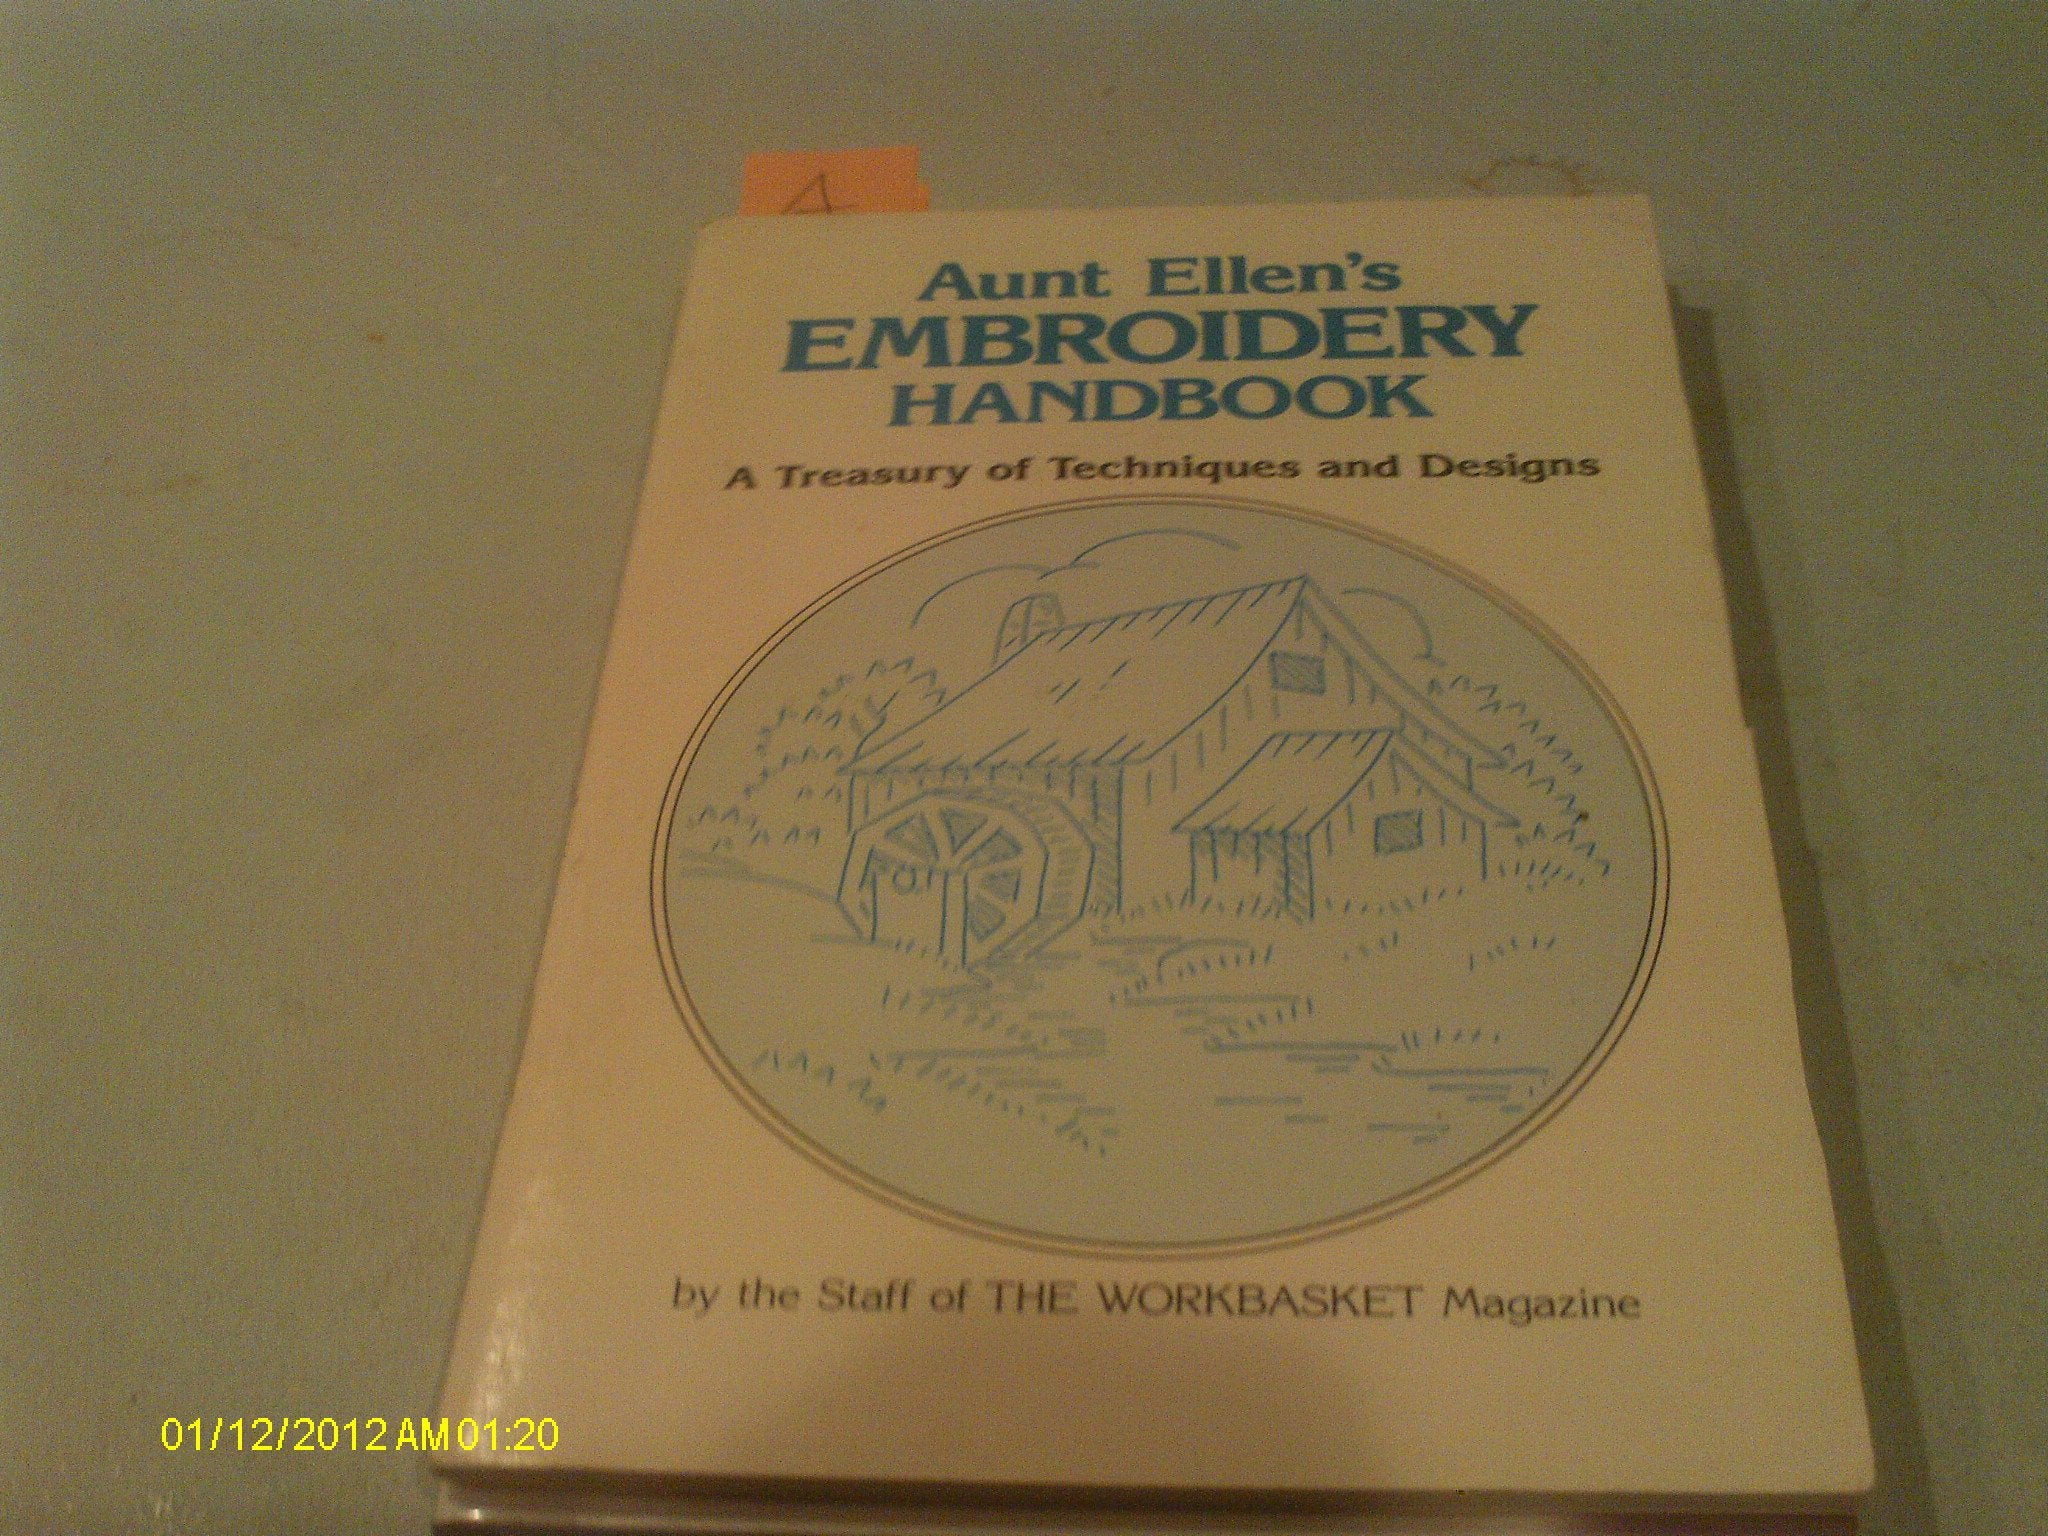 A
Aunt Ellen's
EMBROIDERY
HANDBOOK
A Treasury of Techniques and Designs
by the Staff of THE WORKBASKET Magazine
01/12/2012 AM 01:20